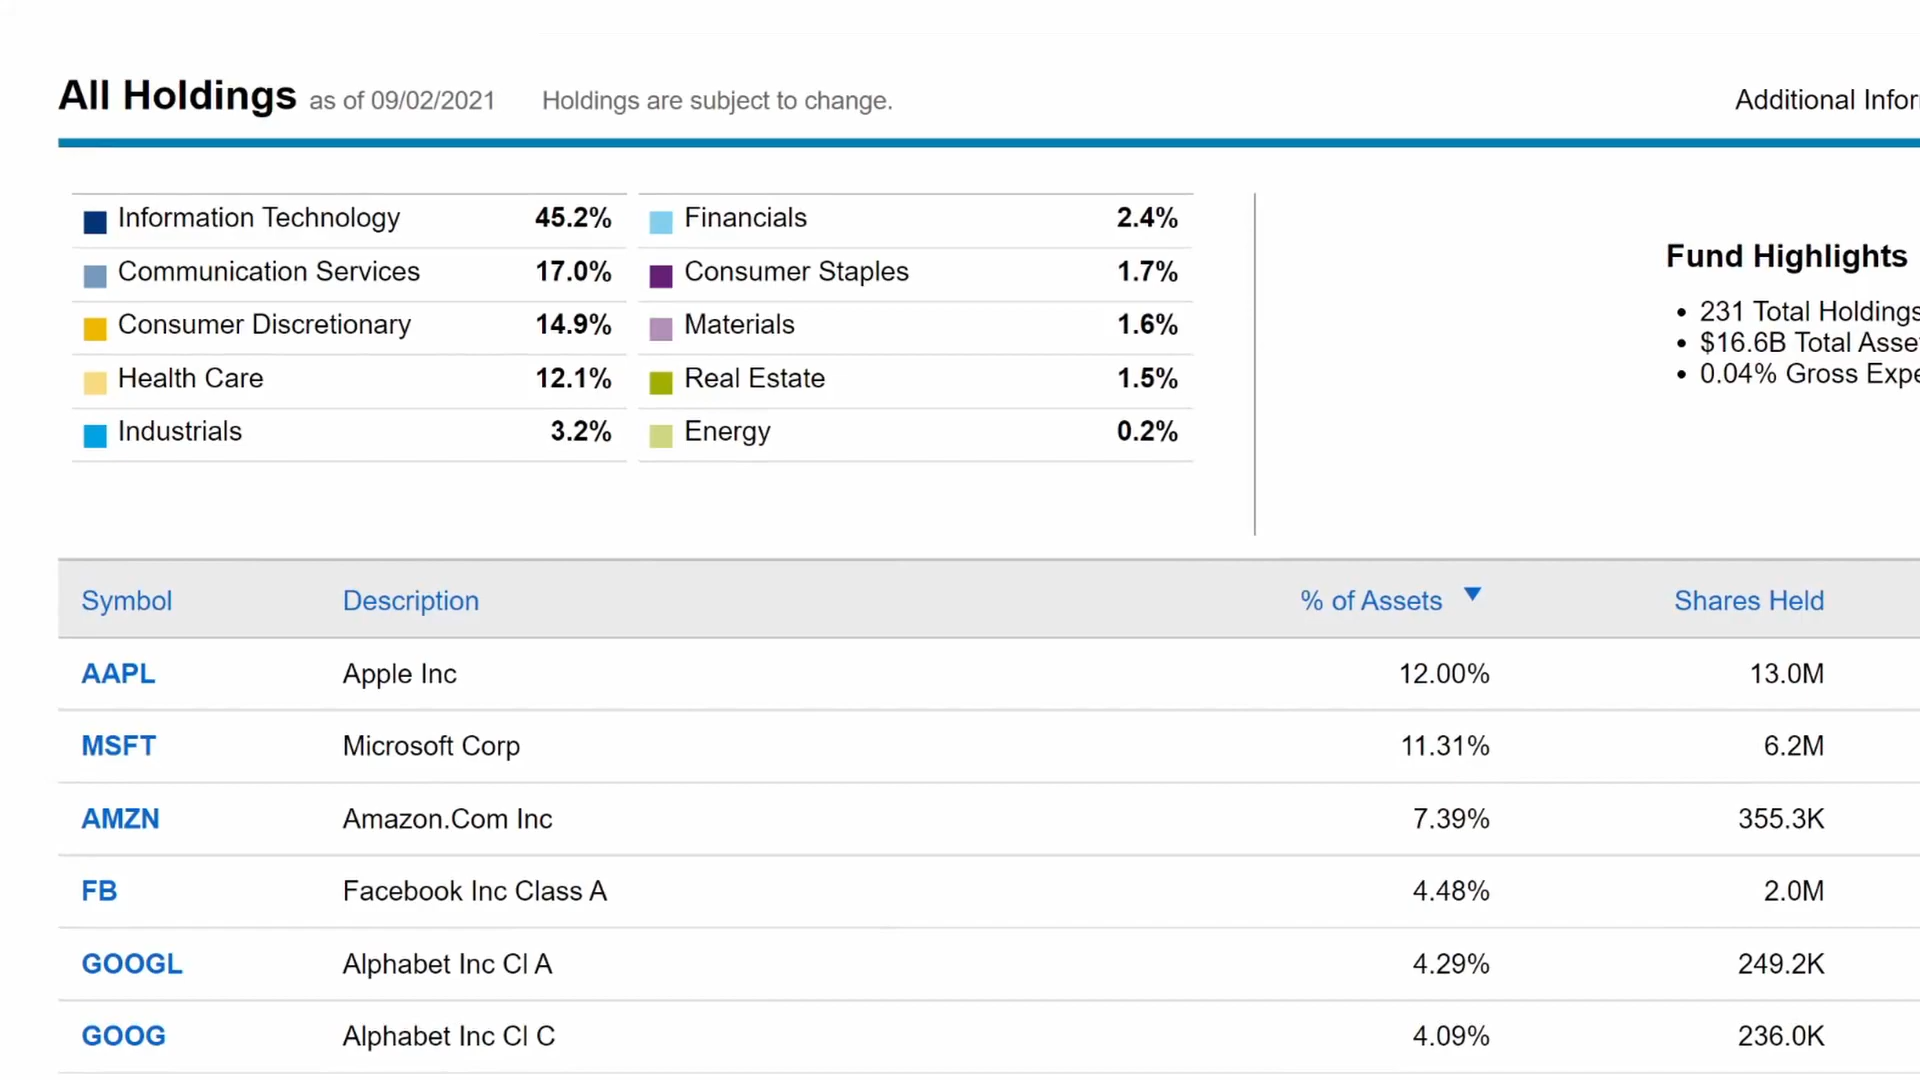 All Holdings as of 09/02/2021 Holdings are subject to change. Additional
Information Technology 45.2% Financials 2.4%
Communication Services 17.0% Consumer Staples 1.7%
Consumer Discretionary 14.9% Materials 1.6%
Health Care 12.1% Real Estate 1.5%
Industrials 3.2% Energy 0.2%
Fund Highlights
• 231 Total Holdings
• $16.6B Total
• 0.04% Gross
Symbol Description % of Assets ▼ Shares Held
AAPL Apple Inc 12.00% 13.0M
MSFT Microsoft Corp 11.31% 6.2M
AMZN Amazon.Com Inc 7.39% 355.3K
FB Facebook Inc Class A 4.48% 2.0M
GOOGL Alphabet Inc Cl A 4.29% 249.2K
GOOG Alphabet Inc Cl C 4.09% 236.0K